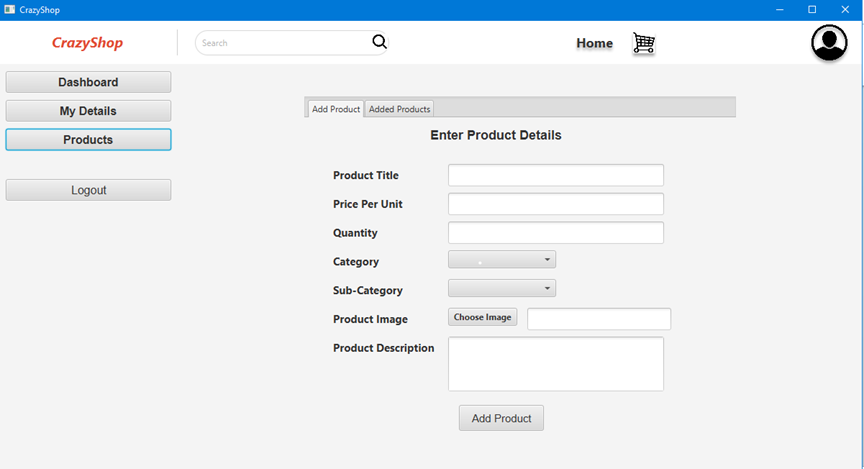 CrazyShop
CrazyShop
Search
Home
Dashboard
My Details
Products
Logout
Add Product
Added Products
Enter Product Details
Product Title
Price Per Unit
Quantity
Category
Sub-Category
Product Image
Choose Image
Product Description
Add Product